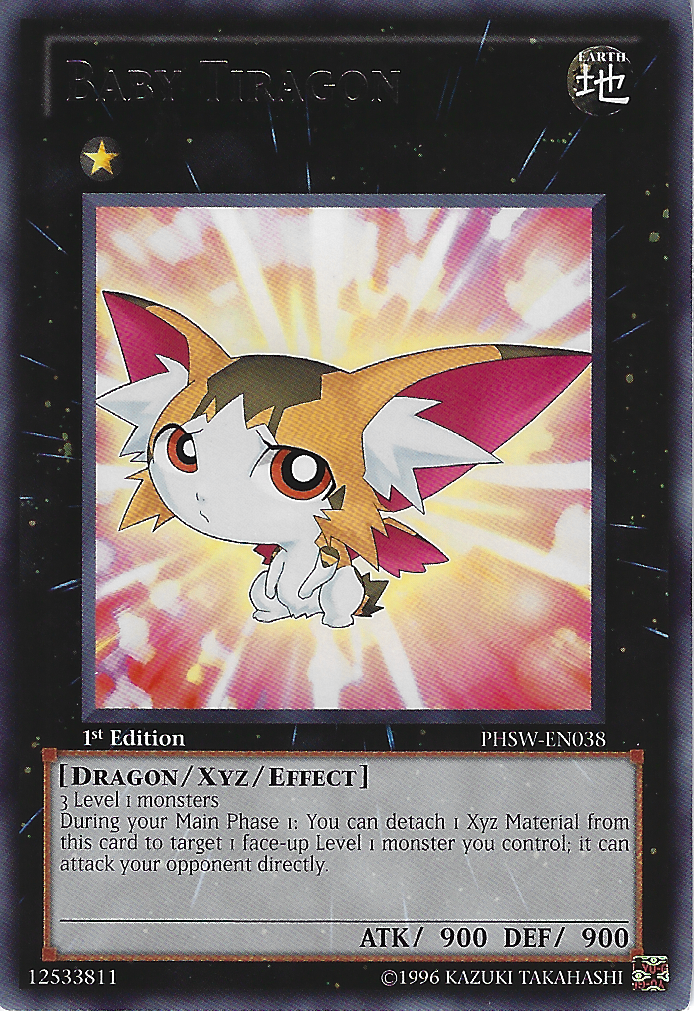 BABY TIRAGON
EARTH
地
1st Edition
PHSW-EN038
[DRAGON/XYZ/EFFECT]
3 Level 1 monsters
During your Main Phase 1: You can detach 1 Xyz Material from
this card to target 1 face-up Level 1 monster you control; it can
attack your opponent directly.
ATK/ 900 DEF/ 900
12533811
©1996 KAZUKI TAKAHASHI